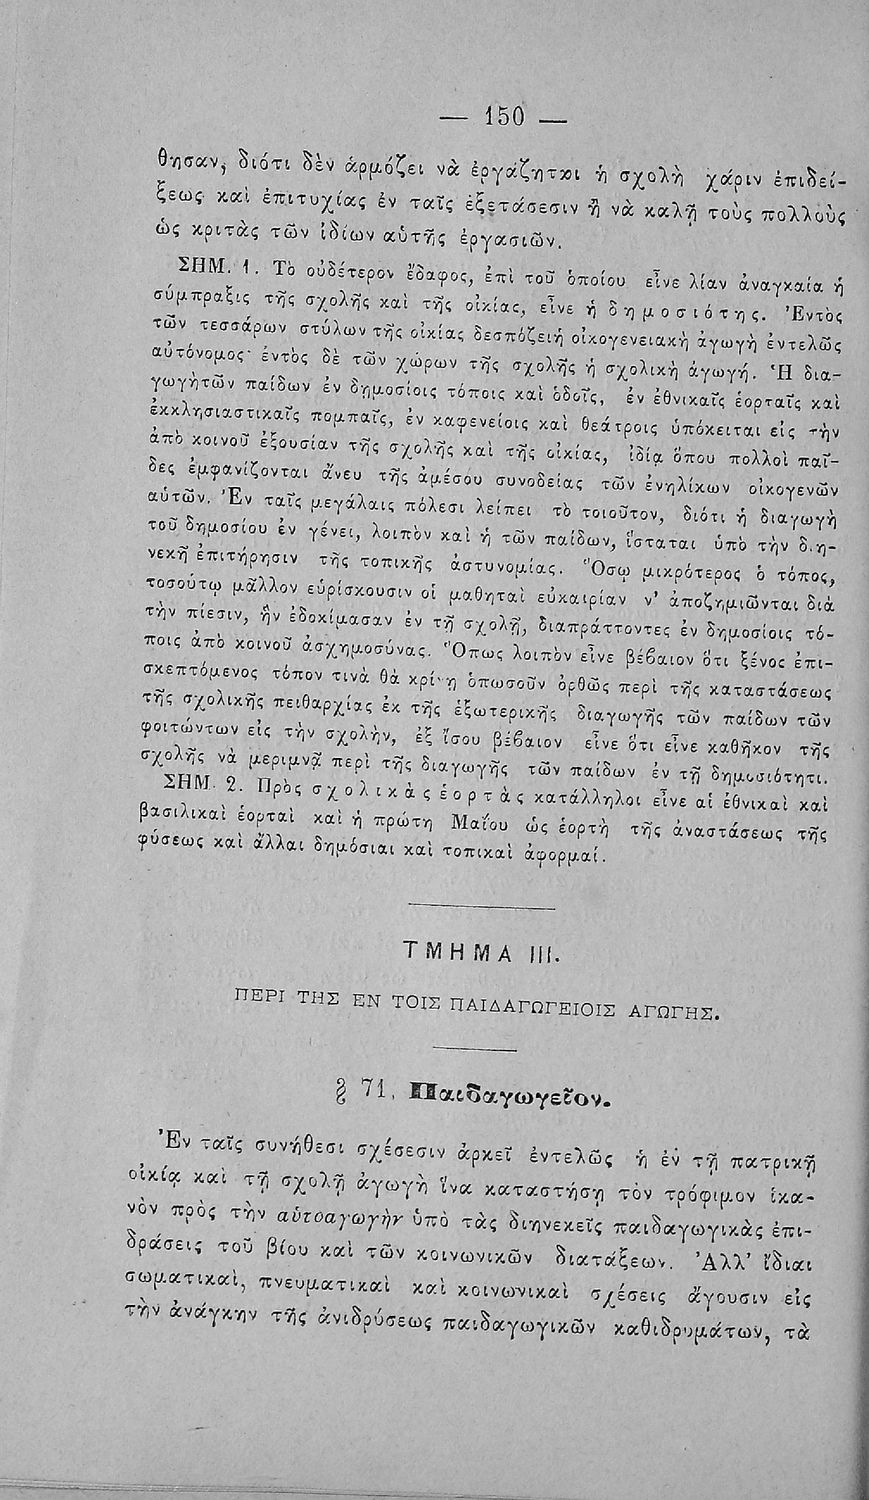 — 150 —
θησαν, διότι δὲν ἁρμόζει νὰ ἐργάζηται ἡ σχολὴ χάριν ἐπιδεί-
ξεως καὶ ἐπιτυχίας ἐν ταῖς ἐξετάσεσιν ἢ νὰ καλῇ τοὺς πολλοὺς
ὡς κριτὰς τῶν ἰδίων αὑτῆς ἐργασιῶν.
ΣΗΜ. 1. Τὸ οὐδέτερον ἔδαφος, ἐπὶ τοῦ ὁποίου εἶνε λίαν ἀναγκαία ἡ
σύμπραξις τῆς σχολῆς καὶ τῆς οἰκίας, εἶνε ἡ δημοσιότης. Ἐντὸς
τῶν τεσσάρων στύλων τῆς οἰκίας δεσπόζει ἡ οἰκογενειακὴ ἀγωγὴ ἐντελῶς
αὐτόνομος· ἐντὸς δὲ τῶν χώρων τῆς σχολῆς ἡ σχολικὴ ἀγωγή. Ἡ δια-
γωγὴ τῶν παίδων ἐν δημοσίοις τόποις καὶ ὁδοῖς, ἐν ἐθνικαῖς ἑορταῖς καὶ
ἐκκλησιαστικαῖς πομπαῖς, ἐν καφενείοις καὶ θεάτροις ὑπόκειται εἰς τὴν
ἀπὸ κοινοῦ ἐξουσίαν τῆς σχολῆς καὶ τῆς οἰκίας, ἰδίᾳ ὅπου πολλοὶ παῖ-
δες ἐμφανίζονται ἄνευ τῆς ἀμέσου συνοδείας τῶν ἐνηλίκων οἰκογενῶν
αὑτῶν. Ἐν ταῖς μεγάλαις πόλεσι λείπει τὸ τοιοῦτον, διότι ἡ διαγωγὴ
τοῦ δημοσίου ἐν γένει, λοιπὸν καὶ ἡ τῶν παίδων, ἵσταται ὑπὸ τὴν διη-
νεκῆ ἐπιτήρησιν τῆς τοπικῆς ἀστυνομίας. Ὅσῳ μικρότερος ὁ τόπος,
τοσούτῳ μᾶλλον εὑρίσκουσιν οἱ μαθηταὶ εὐκαιρίαν ν' ἀποζημιῶνται διὰ
τὴν πίεσιν, ἣν ἐδοκίμασαν ἐν τῇ σχολῇ, διαπράττοντες ἐν δημοσίοις τό-
ποις ἀπὸ κοινοῦ ἀσχημοσύνας. Ὅπως λοιπὸν εἶνε βέβαιον ὅτι ξένος ἐπι-
σκεπτόμενος τόπον τινὰ θὰ κρίνῃ ὁπωσοῦν ὀρθῶς περὶ τῆς καταστάσεως
τῆς σχολικῆς πειθαρχίας ἐκ τῆς ἐξωτερικῆς διαγωγῆς τῶν παίδων τῶν
φοιτώντων εἰς τὴν σχολὴν, ἐξ ἴσου βέβαιον εἶνε ὅτι εἶνε καθῆκον τῆς
σχολῆς νὰ μεριμνᾷ περὶ τῆς διαγωγῆς τῶν παίδων ἐν τῇ δημοσιότητι.
ΣΗΜ. 2. Πρὸς σχολικὰς ἑορτὰς κατάλληλοι εἶνε αἱ ἐθνικαὶ καὶ
βασιλικαὶ ἑορταὶ καὶ ἡ πρώτη Μαΐου ὡς ἑορτὴ τῆς ἀναστάσεως τῆς
φύσεως καὶ ἄλλαι δημόσιαι καὶ τοπικαὶ ἀφορμαί.
ΤΜΗΜΑ III.
ΠΕΡΙ ΤΗΣ ΕΝ ΤΟΙΣ ΠΑΙΔΑΓΩΓΕΙΟΙΣ ΑΓΩΓΗΣ.
§ 71. Παιδαγωγεῖον.
Ἐν ταῖς συνήθεσι σχέσεσιν ἀρκεῖ ἐντελῶς ἡ ἐν τῇ πατρικῇ
οἰκίᾳ καὶ τῇ σχολῇ ἀγωγὴ ἵνα καταστήσῃ τὸν τρόφιμον ἱκα-
νὸν πρὸς τὴν αὑτοαγωγὴν ὑπὸ τὰς διηνεκεῖς παιδαγωγικὰς ἐπι-
δράσεις τοῦ βίου καὶ τῶν κοινωνικῶν διατάξεων. Ἀλλ' ἴδιαι
σωματικαὶ, πνευματικαὶ καὶ κοινωνικαὶ σχέσεις ἄγουσιν εἰς
τὴν ἀνάγκην τῆς ἀνιδρύσεως παιδαγωγικῶν καθιδρυμάτων, τὰ